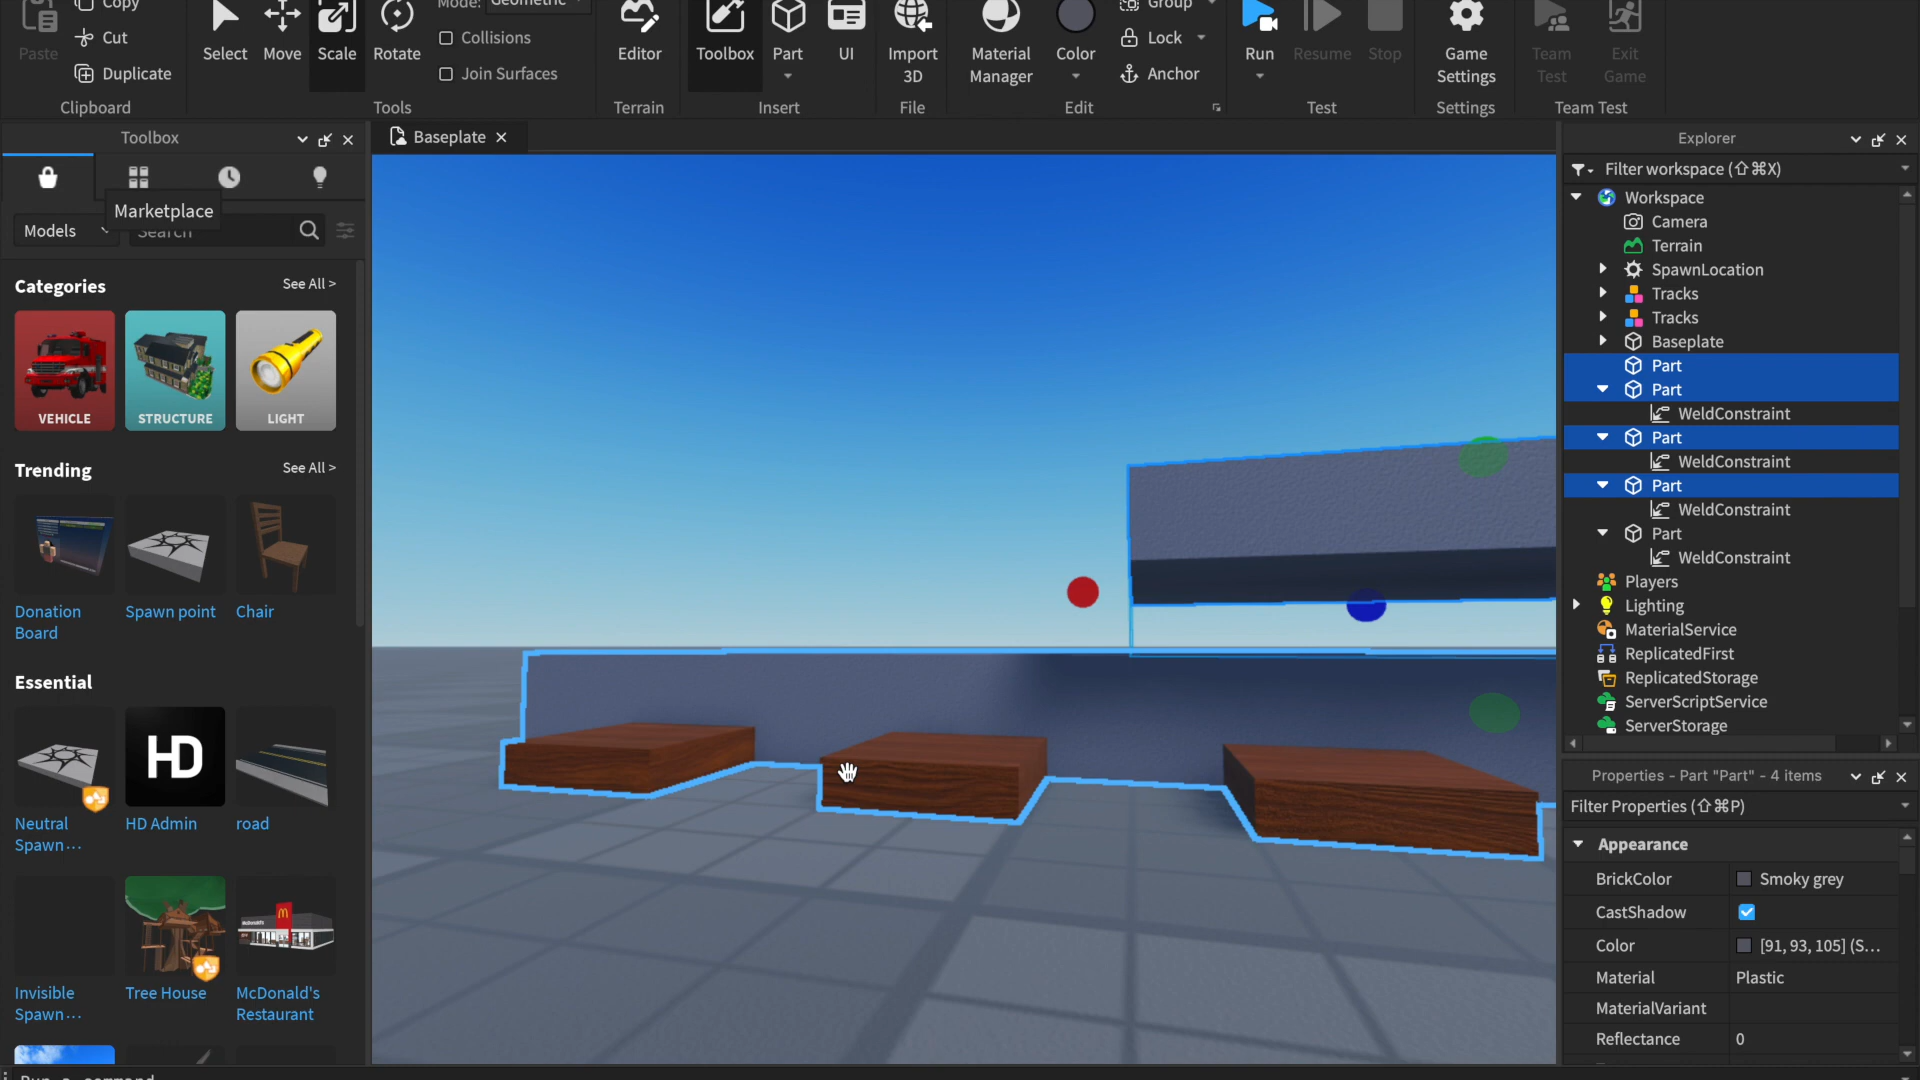 Copy
Mode: Geometric
Paste
Cut
Duplicate
Clipboard
Select
Move
Scale
Rotate
Collisions
Join Surfaces
Tools
Editor
Terrain
Toolbox
Part
UI
Insert
Import
3D
File
Material
Manager
Color
Group
Lock
Anchor
Edit
Run
Resume
Stop
Test
Game
Settings
Settings
Team
Test
Exit
Game
Team Test
Toolbox
Marketplace
Models
Search
Categories
See All >
VEHICLE
STRUCTURE
LIGHT
Trending
See All >
Donation
Board
Spawn point
Chair
Essential
HD
Neutral
Spawn...
HD Admin
road
McDonald's
Invisible
Spawn...
Tree House
McDonald's
Restaurant
Run a command
Baseplate
Explorer
Filter workspace (⇧⌘X)
Workspace
Camera
Terrain
SpawnLocation
Tracks
Tracks
Baseplate
Part
Part
WeldConstraint
Part
WeldConstraint
Part
WeldConstraint
Part
WeldConstraint
Players
Lighting
MaterialService
ReplicatedFirst
ReplicatedStorage
ServerScriptService
ServerStorage
Properties - Part "Part" - 4 items
Filter Properties (⇧⌘P)
Appearance
BrickColor Smoky grey
CastShadow
Color [91, 93, 105] (S...
Material Plastic
MaterialVariant
Reflectance 0